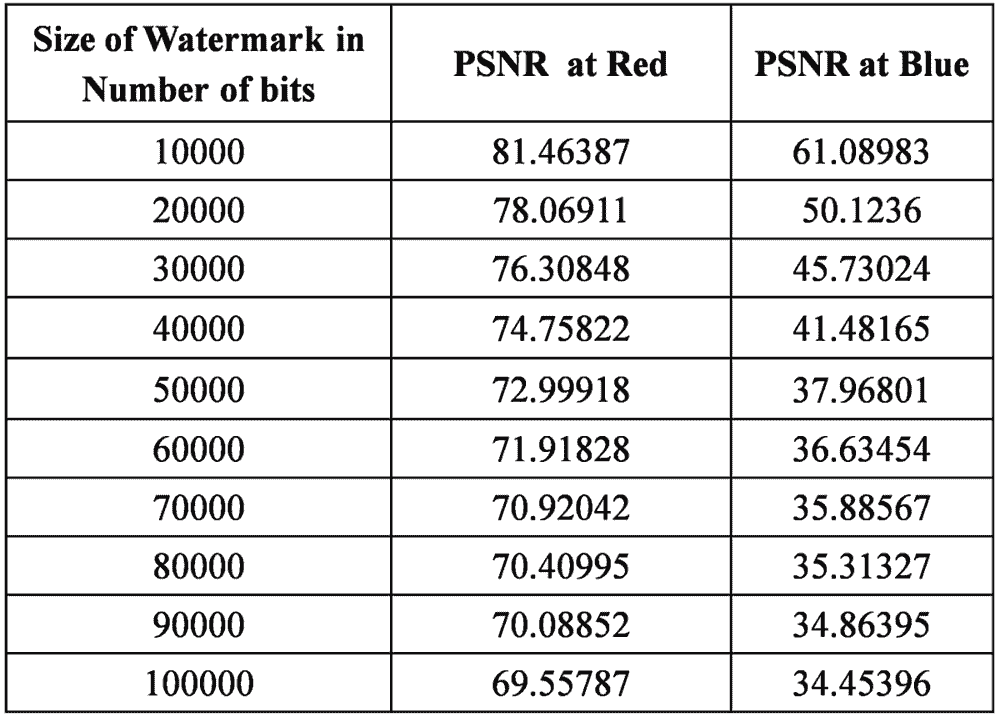 Size of Watermark in
Number of bits
PSNR at Red
PSNR at Blue
10000 81.46387 61.08983
20000 78.06911 50.1236
30000 76.30848 45.73024
40000 74.75822 41.48165
50000 72.99918 37.96801
60000 71.91828 36.63454
70000 70.92042 35.88567
80000 70.40995 35.31327
90000 70.08852 34.86395
100000 69.55787 34.45396